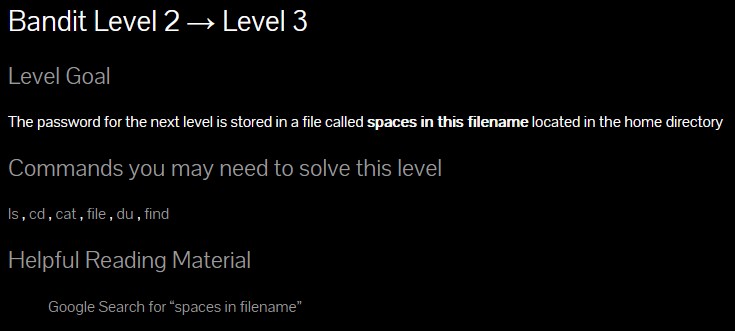 Bandit Level 2 → Level 3
Level Goal
The password for the next level is stored in a file called spaces in this filename located in the home directory
Commands you may need to solve this level
ls , cd , cat , file , du , find
Helpful Reading Material
Google Search for “spaces in filename”